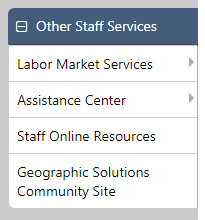 Other Staff Services
Labor Market Services
Assistance Center
Staff Online Resources
Geographic Solutions
Community Site